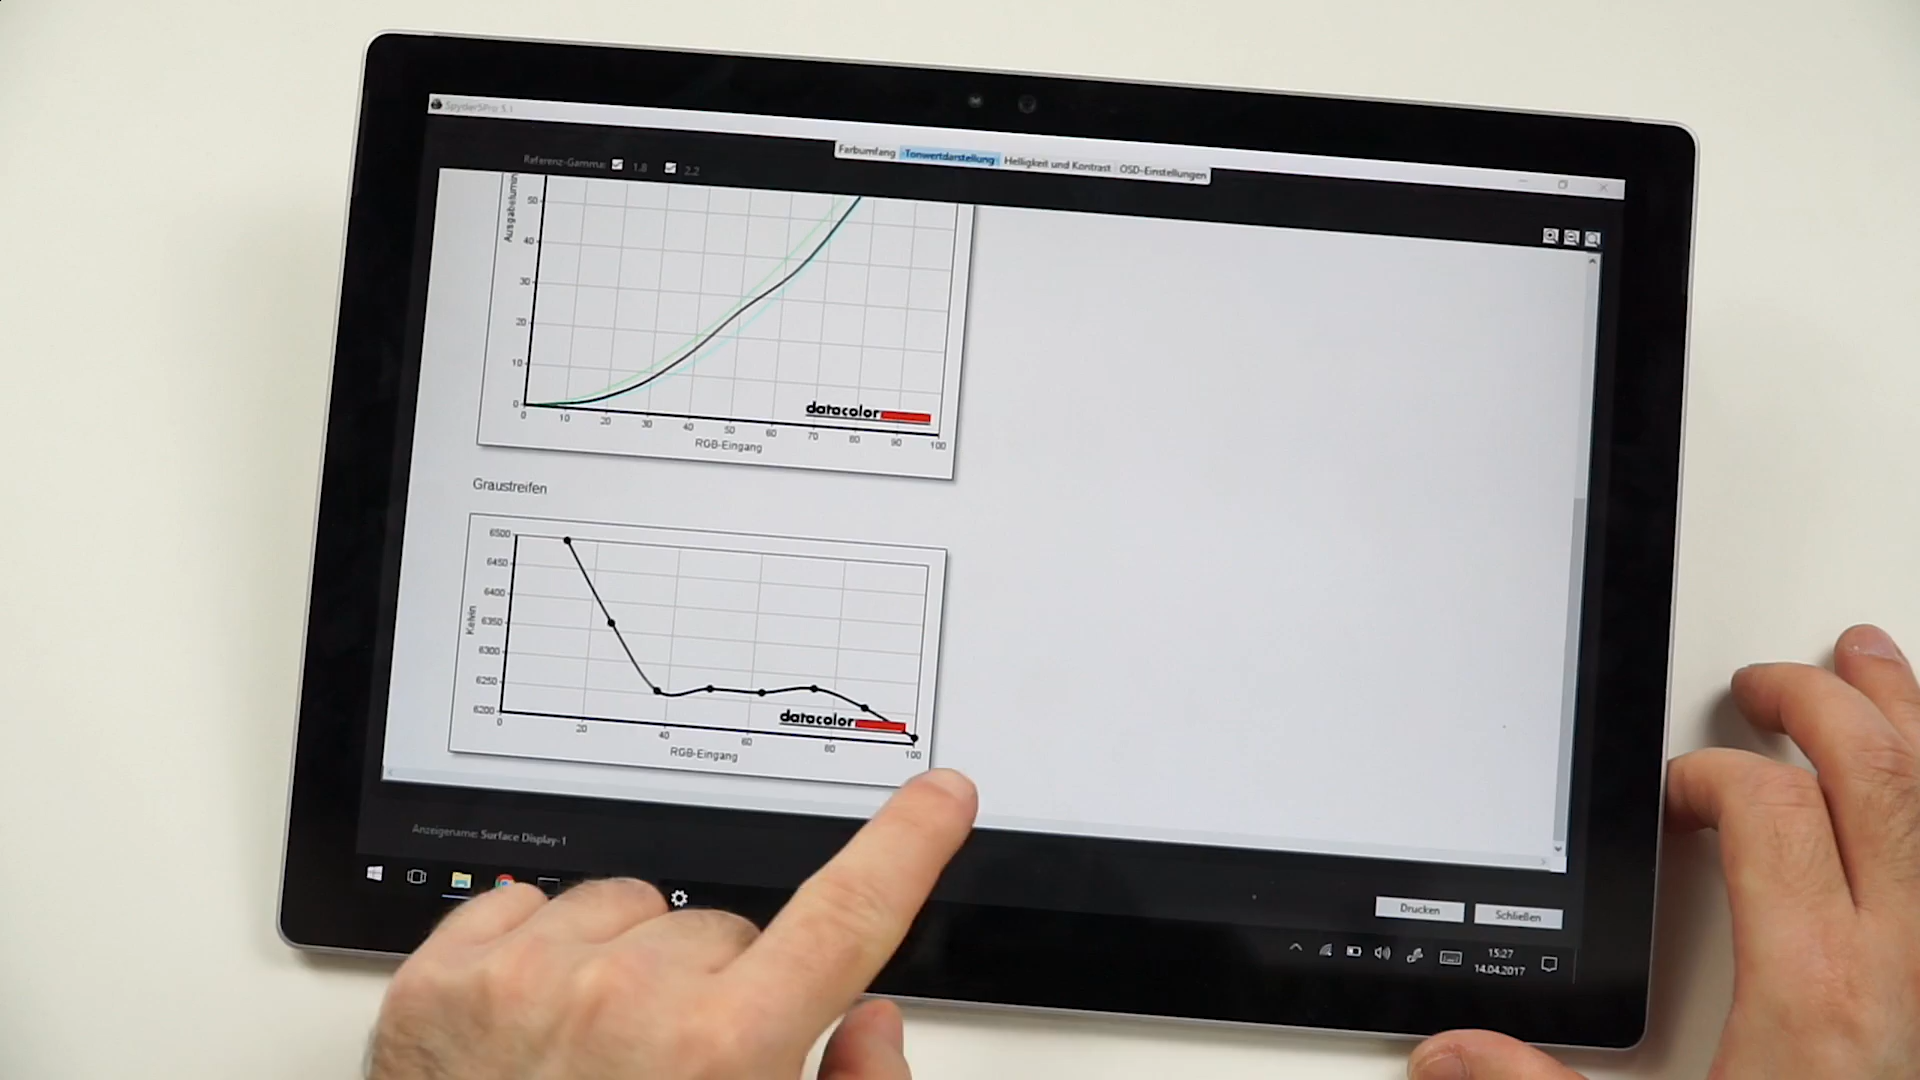 Spyder5Pro 5.1
Referenz-Gamma: 1.8 2.2
Farbumfang Tonwertdarstellung Helligkeit und Kontrast OSD-Einstellungen
50
40
30
20
10
0
0 10 20 30 40 50 60 70 80 90 100
RGB-Eingang
datacolor
Graustreifen
6500
6450
6400
6350
6300
6250
6200
Kelvin
0 20 40 60 80 100
RGB-Eingang
datacolor
Anzeigename: Surface Display-1
Drucken Schließen
15:27
14.04.2017